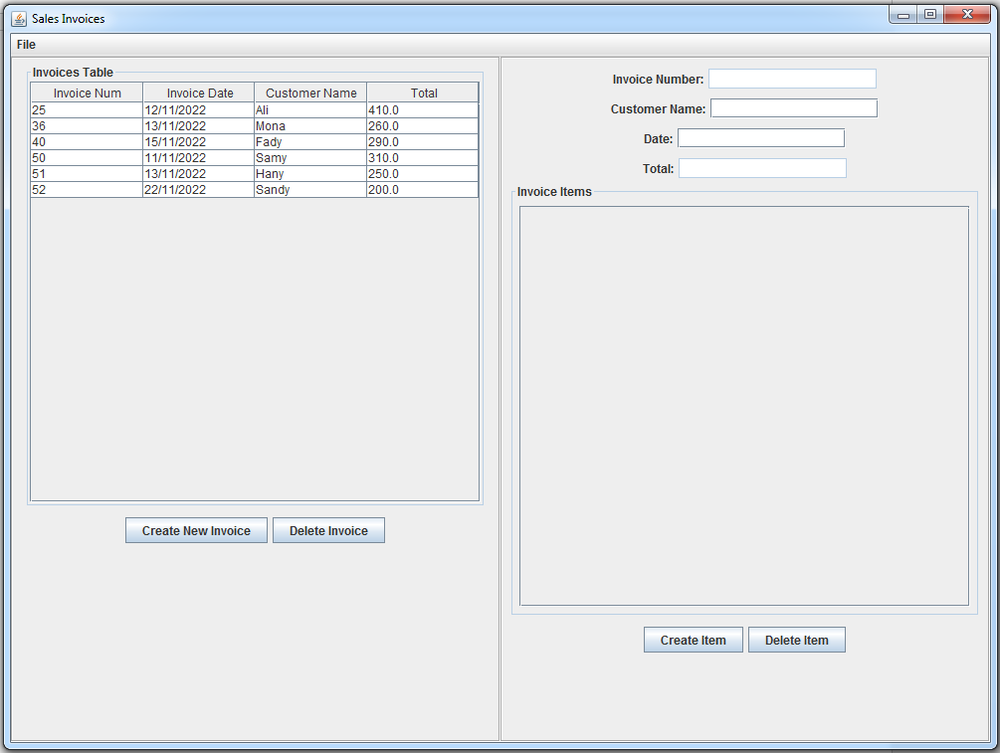 Sales Invoices
File
Invoices Table
Invoice Num Invoice Date Customer Name Total
25 12/11/2022 Ali 410.0
36 13/11/2022 Mona 260.0
40 15/11/2022 Fady 290.0
50 11/11/2022 Samy 310.0
51 13/11/2022 Hany 250.0
52 22/11/2022 Sandy 200.0
Create New Invoice Delete Invoice
Invoice Number:
Customer Name:
Date:
Total:
Invoice Items
Create Item Delete Item